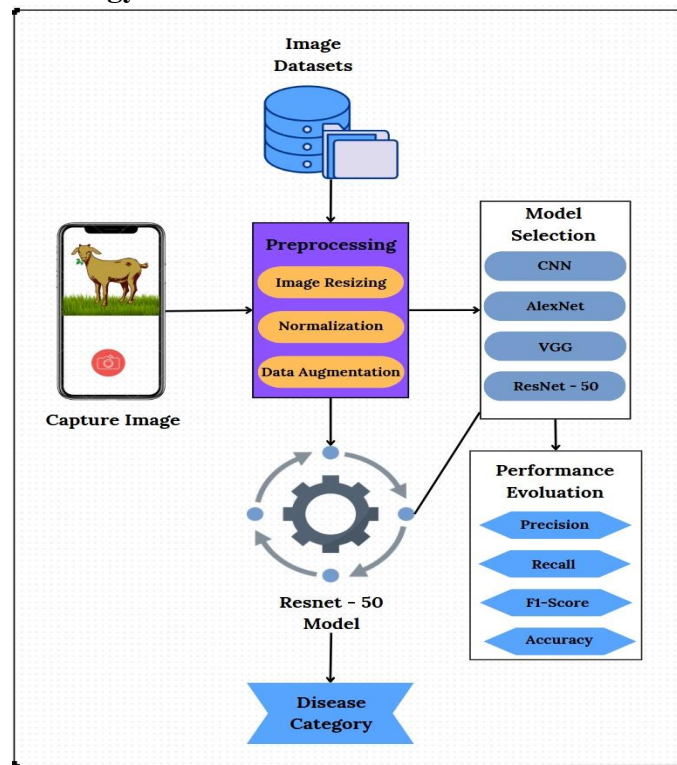 Image
Datasets
Preprocessing
Image Resizing
Normalization
Data Augmentation
Capture Image
Model
Selection
CNN
AlexNet
VGG
ResNet - 50
Performance
Evolution
Precision
Recall
F1-Score
Accuracy
Resnet - 50
Model
Disease
Category